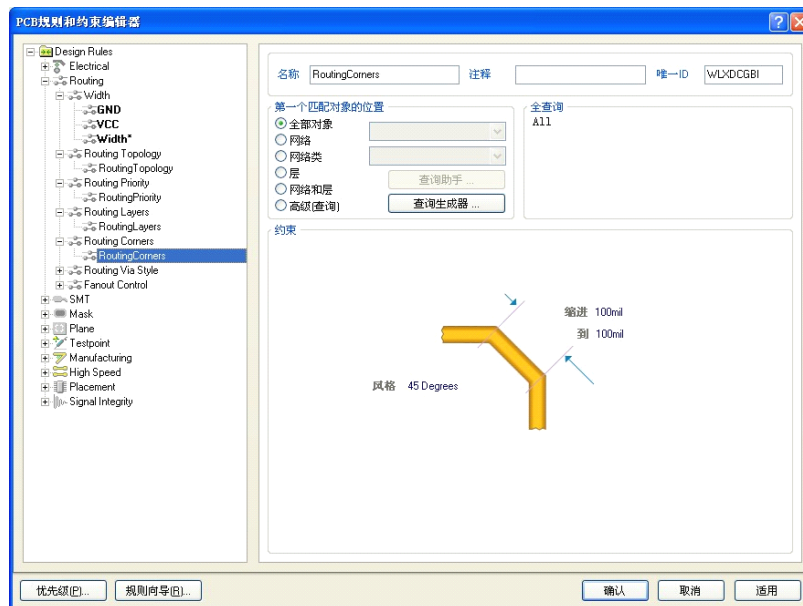 PCB规则和约束编辑器
Design Rules
Electrical
Routing
Width
GND
VCC
Width*
Routing Topology
RoutingTopology
Routing Priority
RoutingPriority
Routing Layers
RoutingLayers
Routing Corners
RoutingCorners
Routing Via Style
Fanout Control
SMT
Mask
Plane
Testpoint
Manufacturing
High Speed
Placement
Signal Integrity
名称 RoutingCorners 注释 唯一ID WLXDCGBI
第一个匹配对象的位置
全部对象
网络
网络类
层
网络和层
高级(查询)
查询助手 ...
查询生成器 ...
全查询
All
约束
缩进 100mil
到 100mil
风格 45 Degrees
优先级(P)... 规则向导(R)... 确认 取消 适用